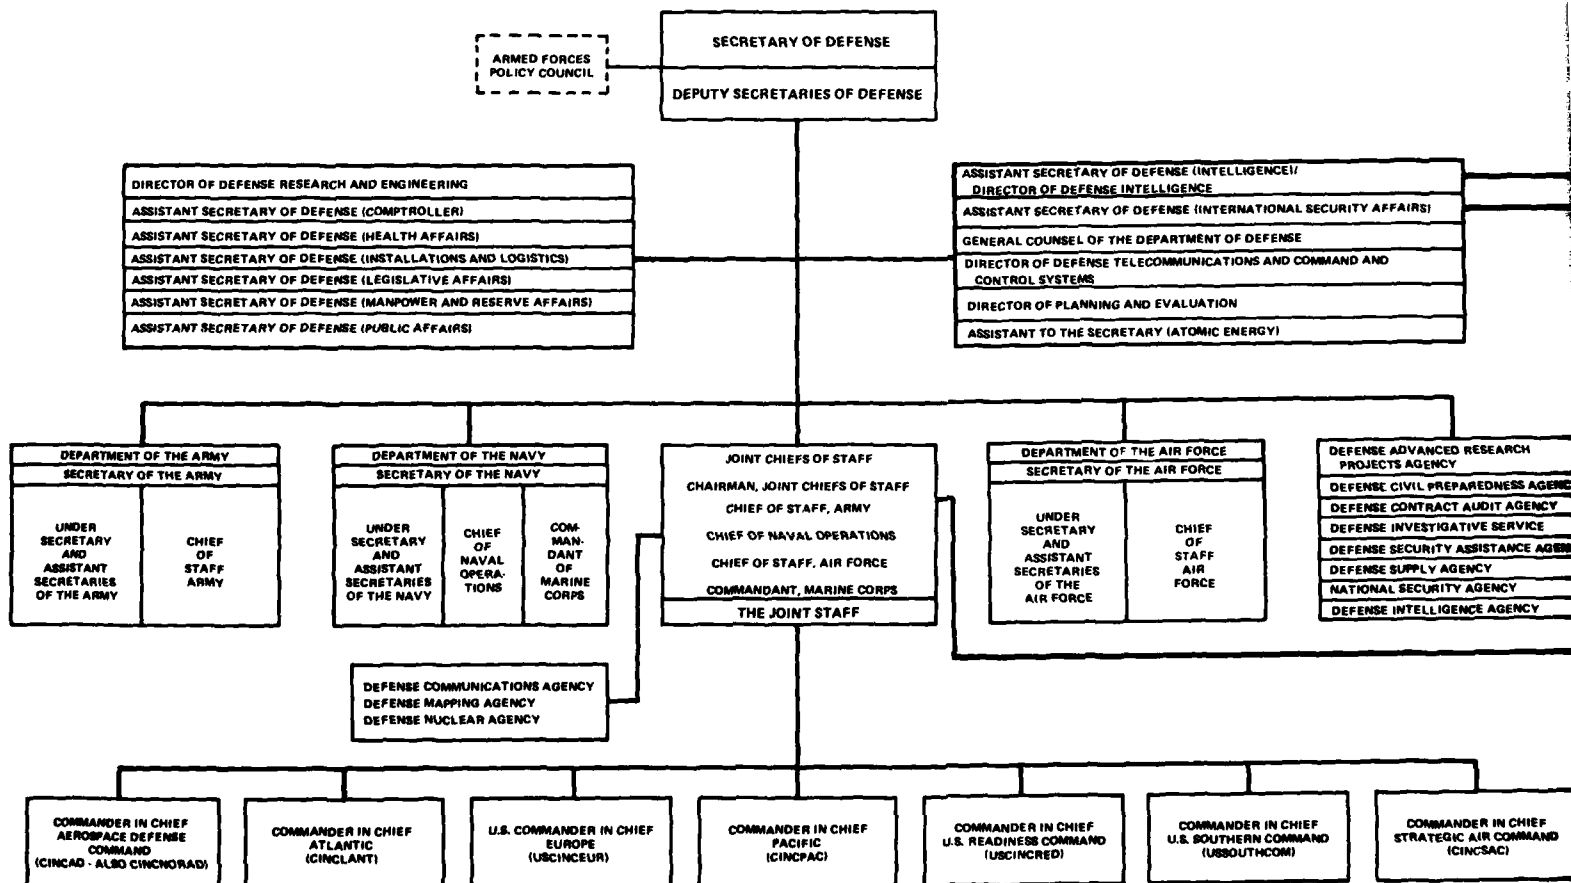 SECRETARY OF DEFENSE
DEPUTY SECRETARIES OF DEFENSE
ARMED FORCES
POLICY COUNCIL
DIRECTOR OF DEFENSE RESEARCH AND ENGINEERING
ASSISTANT SECRETARY OF DEFENSE (COMPTROLLER)
ASSISTANT SECRETARY OF DEFENSE (HEALTH AFFAIRS)
ASSISTANT SECRETARY OF DEFENSE (INSTALLATIONS AND LOGISTICS)
ASSISTANT SECRETARY OF DEFENSE (LEGISLATIVE AFFAIRS)
ASSISTANT SECRETARY OF DEFENSE (MANPOWER AND RESERVE AFFAIRS)
ASSISTANT SECRETARY OF DEFENSE (PUBLIC AFFAIRS)
ASSISTANT SECRETARY OF DEFENSE (INTELLIGENCE)/
DIRECTOR OF DEFENSE INTELLIGENCE
ASSISTANT SECRETARY OF DEFENSE (INTERNATIONAL SECURITY AFFAIRS)
GENERAL COUNSEL OF THE DEPARTMENT OF DEFENSE
DIRECTOR OF DEFENSE TELECOMMUNICATIONS AND COMMAND AND
CONTROL SYSTEMS
DIRECTOR OF PLANNING AND EVALUATION
ASSISTANT TO THE SECRETARY (ATOMIC ENERGY)
DEPARTMENT OF THE ARMY
SECRETARY OF THE ARMY
UNDER
SECRETARY
AND
ASSISTANT
SECRETARIES
OF THE ARMY
CHIEF
OF
STAFF
ARMY
DEPARTMENT OF THE NAVY
SECRETARY OF THE NAVY
UNDER
SECRETARY
AND
ASSISTANT
SECRETARIES
OF THE NAVY
CHIEF
OF
NAVAL
OPERA-
TIONS
COM-
MAN-
DANT
OF
MARINE
CORPS
JOINT CHIEFS OF STAFF
CHAIRMAN, JOINT CHIEFS OF STAFF
CHIEF OF STAFF, ARMY
CHIEF OF NAVAL OPERATIONS
CHIEF OF STAFF, AIR FORCE
COMMANDANT, MARINE CORPS
THE JOINT STAFF
DEPARTMENT OF THE AIR FORCE
SECRETARY OF THE AIR FORCE
UNDER
SECRETARY
AND
ASSISTANT
SECRETARIES
OF THE
AIR FORCE
CHIEF
OF
STAFF
AIR
FORCE
DEFENSE ADVANCED RESEARCH
PROJECTS AGENCY
DEFENSE CIVIL PREPAREDNESS AGENC
DEFENSE CONTRACT AUDIT AGENCY
DEFENSE INVESTIGATIVE SERVICE
DEFENSE SECURITY ASSISTANCE AGEN
DEFENSE SUPPLY AGENCY
NATIONAL SECURITY AGENCY
DEFENSE INTELLIGENCE AGENCY
DEFENSE COMMUNICATIONS AGENCY
DEFENSE MAPPING AGENCY
DEFENSE NUCLEAR AGENCY
COMMANDER IN CHIEF
AEROSPACE DEFENSE
COMMAND
(CINCAD - ALSO CINCNORAD)
COMMANDER IN CHIEF
ATLANTIC
(CINCLANT)
U.S. COMMANDER IN CHIEF
EUROPE
(USCINCEUR)
COMMANDER IN CHIEF
PACIFIC
(CINCPAC)
COMMANDER IN CHIEF
U.S. READINESS COMMAND
(USCINCRED)
COMMANDER IN CHIEF
U.S. SOUTHERN COMMAND
(USSOUTHCOM)
COMMANDER IN CHIEF
STRATEGIC AIR COMMAND
(CINCSAC)